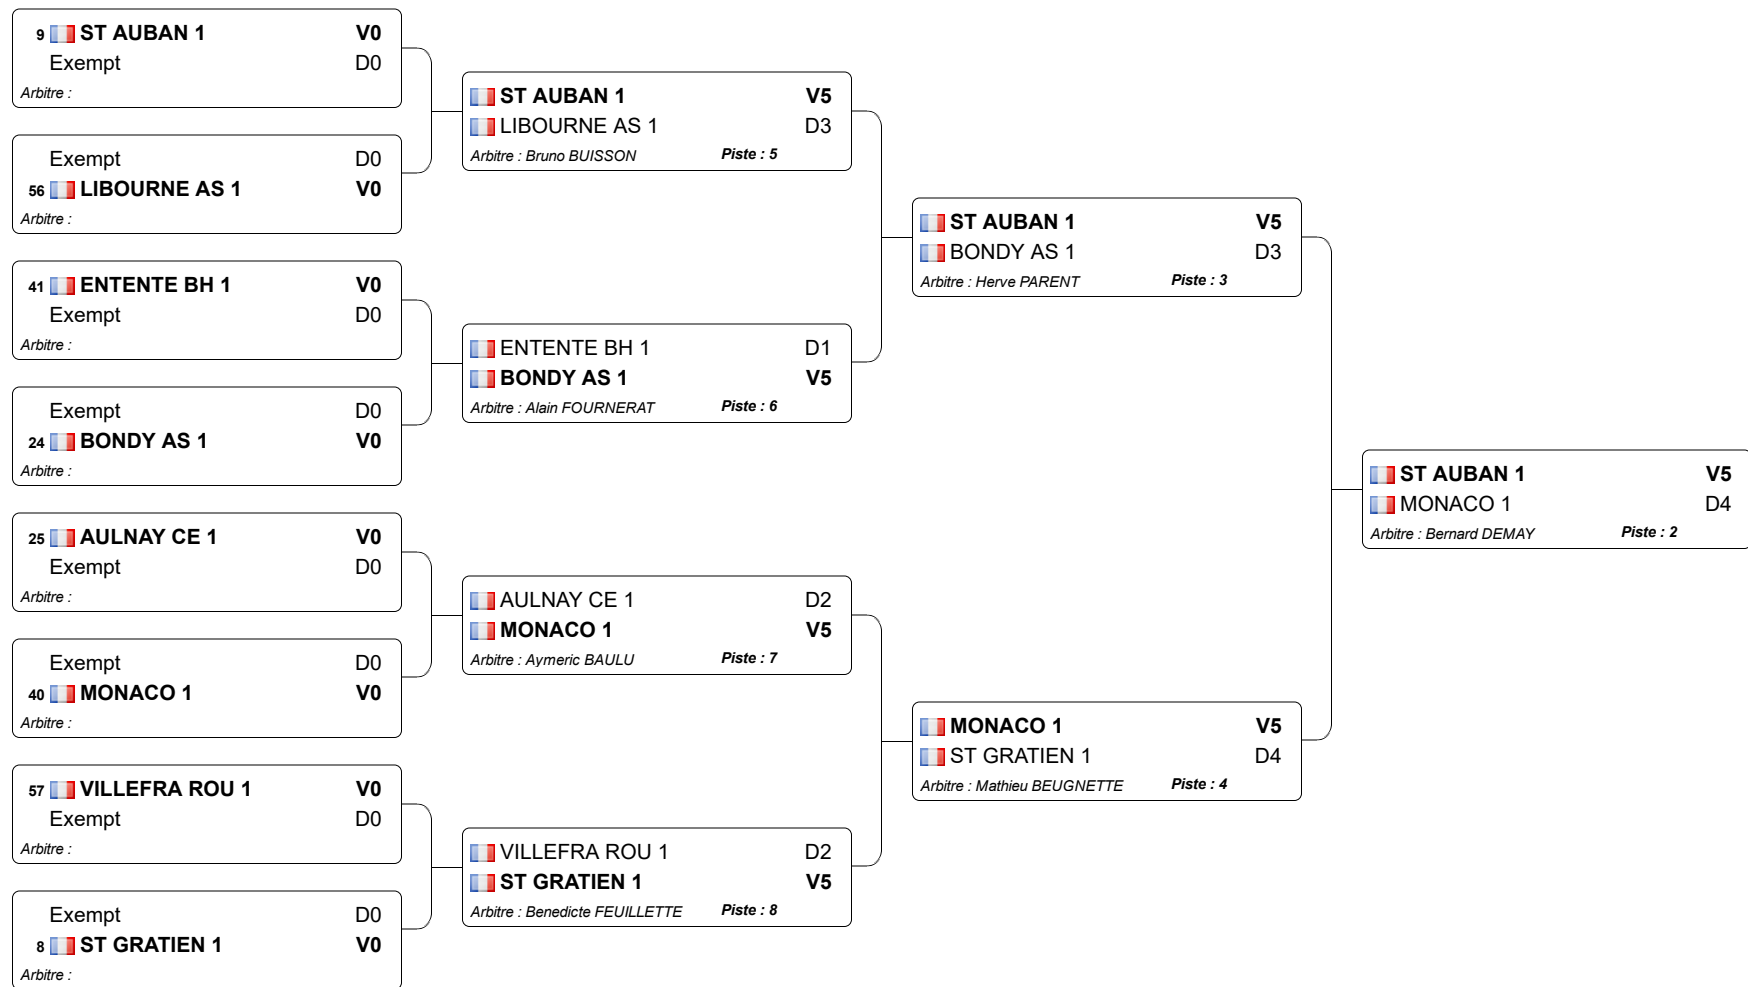 9 ST AUBAN 1 V0
Exempt D0
Arbitre :
Exempt D0
56 LIBOURNE AS 1 V0
Arbitre :
41 ENTENTE BH 1 V0
Exempt D0
Arbitre :
Exempt D0
24 BONDY AS 1 V0
Arbitre :
25 AULNAY CE 1 V0
Exempt D0
Arbitre :
Exempt D0
40 MONACO 1 V0
Arbitre :
57 VILLEFRA ROU 1 V0
Exempt D0
Arbitre :
Exempt D0
8 ST GRATIEN 1 V0
Arbitre :
ST AUBAN 1 V5
LIBOURNE AS 1 D3
Arbitre : Bruno BUISSON Piste : 5
ENTENTE BH 1 D1
BONDY AS 1 V5
Arbitre : Alain FOURNERAT Piste : 6
AULNAY CE 1 D2
MONACO 1 V5
Arbitre : Aymeric BAULU Piste : 7
VILLEFRA ROU 1 D2
ST GRATIEN 1 V5
Arbitre : Benedicte FEUILLETTE Piste : 8
ST AUBAN 1 V5
BONDY AS 1 D3
Arbitre : Herve PARENT Piste : 3
MONACO 1 V5
ST GRATIEN 1 D4
Arbitre : Mathieu BEUGNETTE Piste : 4
ST AUBAN 1 V5
MONACO 1 D4
Arbitre : Bernard DEMAY Piste : 2